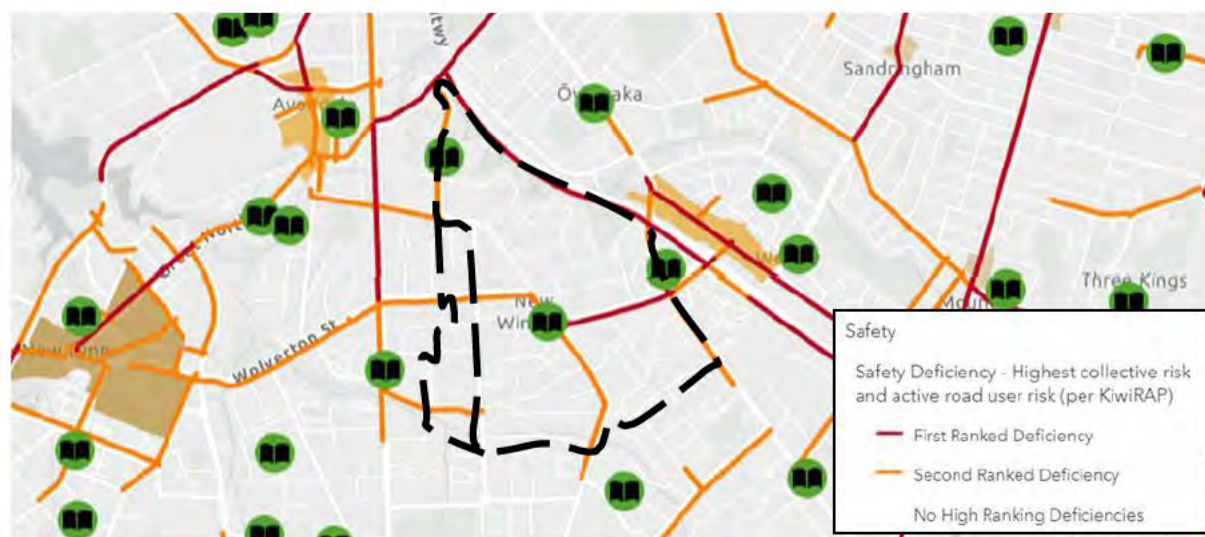 Sandringham
Three Kings
New
Wolverton St
Safety
Safety Deficiency - Highest collective risk
and active road user risk (per KiwiRAP)
First Ranked Deficiency
Second Ranked Deficiency
No High Ranking Deficiencies